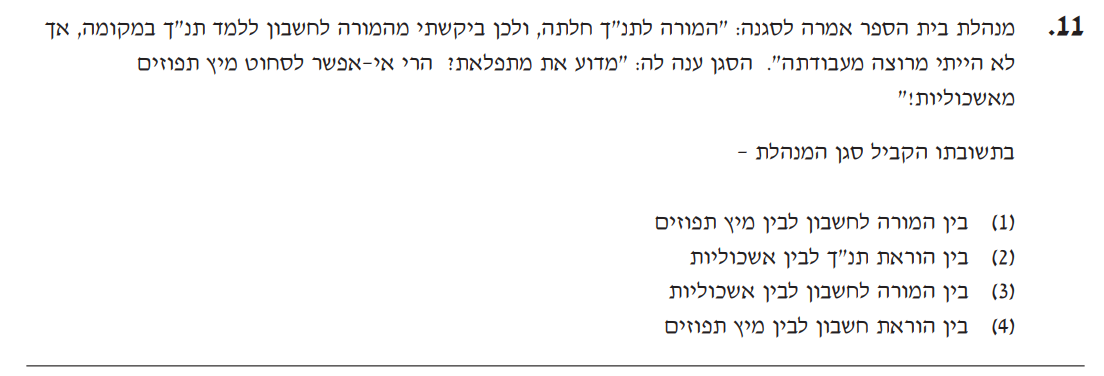 11. מנהלת בית הספר אמרה לסגנה: "המורה לתנ"ך חלתה, ולכן ביקשתי מהמורה לחשבון ללמד תנ"ך במקומה, אך
לא הייתי מרוצה מעבודתה". הסגן ענה לה: "מדוע את מתפלאת? הרי אי-אפשר לסחוט מיץ תפוזים
מאשכוליות!"
בתשובתו הקביל סגן המנהלת -
(1) בין המורה לחשבון לבין מיץ תפוזים
(2) בין הוראת תנ"ך לבין אשכוליות
(3) בין המורה לחשבון לבין אשכוליות
(4) בין הוראת חשבון לבין מיץ תפוזים